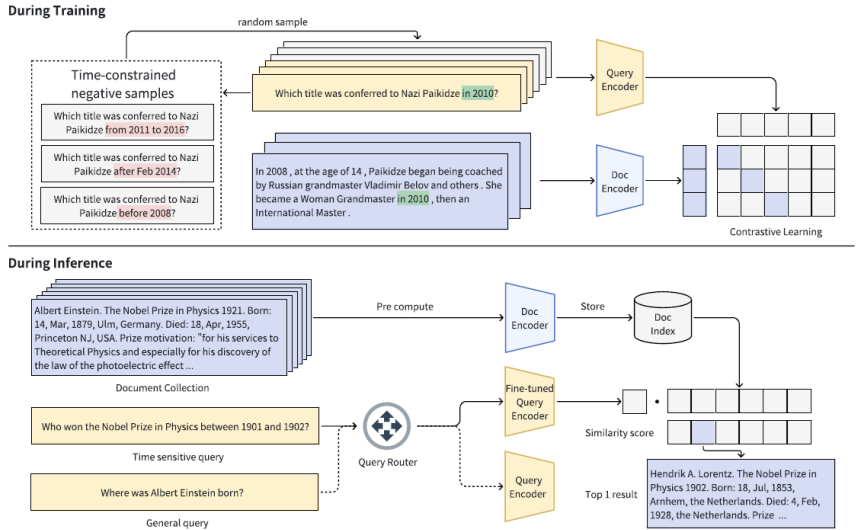 During Training
random sample
Time-constrained
negative samples
Which title was conferred to Nazi
Paikidze from 2011 to 2016?
Which title was conferred to Nazi
Paikidze after Feb 2014?
Which title was conferred to Nazi
Paikidze before 2008?
Which title was conferred to Nazi Paikidze in 2010?
Query
Encoder
In 2008 , at the age of 14 , Paikidze began being coached
by Russian grandmaster Vladimir Belov and others . She
became a Woman Grandmaster in 2010 , then an
International Master .
Doc
Encoder
Contrastive Learning
During Inference
Albert Einstein. The Nobel Prize in Physics 1921. Born:
14, Mar, 1879, Ulm, Germany. Died: 18, Apr, 1955,
Princeton NJ, USA. Prize motivation: "for his services to
Theoretical Physics and especially for his discovery of
the law of the photoelectric effect ...
Document Collection
Pre compute
Doc
Encoder
Store
Doc
Index
Who won the Nobel Prize in Physics between 1901 and 1902?
Time sensitive query
Where was Albert Einstein born?
General query
Query Router
Fine-tuned
Query
Encoder
Query
Encoder
Similarity score
Top 1 result
Hendrik A. Lorentz. The Nobel Prize in
Physics 1902. Born: 18, Jul, 1853,
Arnhem, the Netherlands. Died: 4, Feb,
1928, the Netherlands. Prize ...